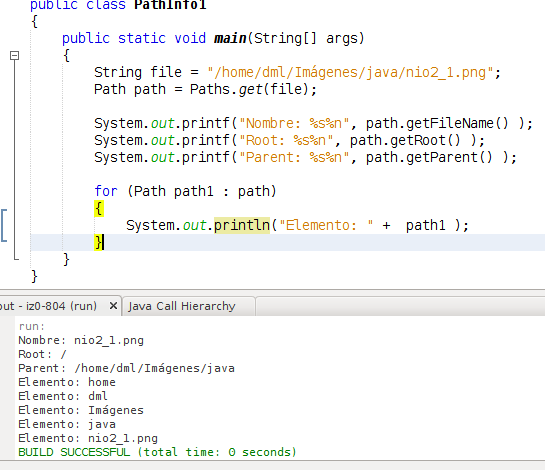 public class PathInfo1
{
public static void main(String[] args)
{
String file = "/home/dml/Imágenes/java/nio2_1.png";
Path path = Paths.get(file);
System.out.printf("Nombre: %s%n", path.getFileName() );
System.out.printf("Root: %s%n", path.getRoot() );
System.out.printf("Parent: %s%n", path.getParent() );
for (Path path1 : path)
{
System.out.println("Elemento: " +  path1 );
}
}
}
out - iz0-804 (run) × Java Call Hierarchy
run:
Nombre: nio2_1.png
Root: /
Parent: /home/dml/Imágenes/java
Elemento: home
Elemento: dml
Elemento: Imágenes
Elemento: java
Elemento: nio2_1.png
BUILD SUCCESSFUL (total time: 0 seconds)